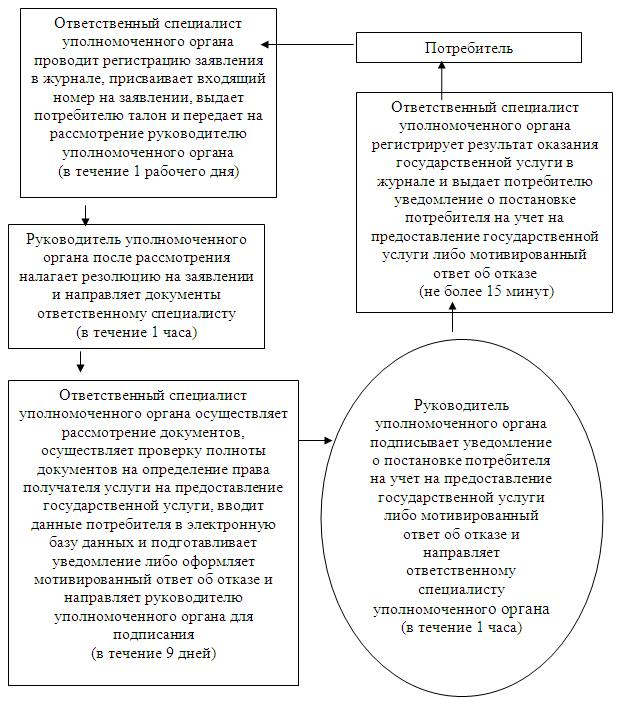 Ответственный специалист
уполномоченного органа
проводит регистрацию заявления
в журнале, присваивает входящий
номер на заявлении, выдает
потребителю талон и передает на
рассмотрение руководителю
уполномоченного органа
(в течение 1 рабочего дня)
Потребитель
Ответственный специалист
уполномоченного органа
регистрирует результат оказания
государственной услуги в
журнале и выдает потребителю
уведомление о постановке
потребителя на учет на
предоставление государственной
услуги либо мотивированный
ответ об отказе
(не более 15 минут)
Руководитель уполномоченного
органа после рассмотрения
налагает резолюцию на заявлении
и направляет документы
ответственному специалисту
(в течение 1 часа)
Ответственный специалист
уполномоченного органа осуществляет
рассмотрение документов,
осуществляет проверку полноты
документов на определение права
получателя услуги на предоставление
государственной услуги, вводит
данные потребителя в электронную
базу данных и подготавливает
уведомление либо оформляет
мотивированный ответ об отказе и
направляет руководителю
уполномоченного органа для
подписания
(в течение 9 дней)
Руководитель
уполномоченного органа
подписывает уведомление
о постановке потребителя
на учет на предоставление
государственной услуги
либо мотивированный
ответ об отказе и
направляет
ответственному
специалисту
уполномоченного органа
(в течение 1 часа)